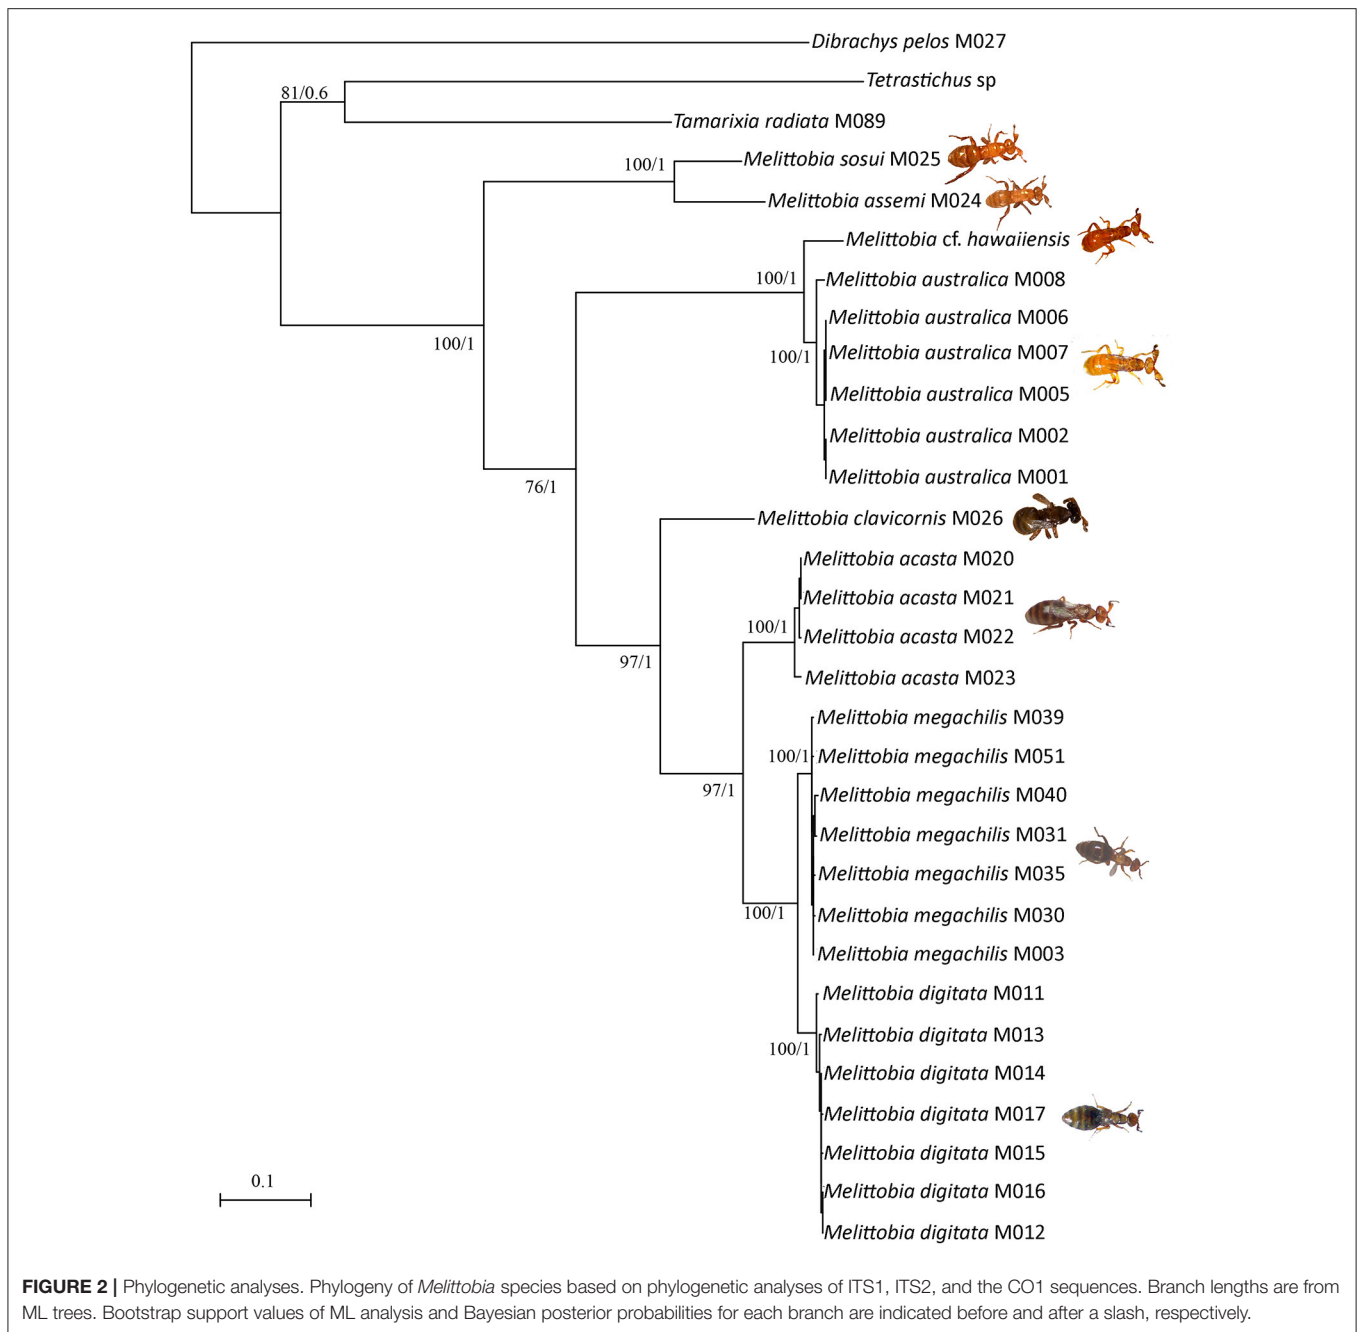 Dibrachys pelos M027
Tetrastichus sp
81/0.6
Tamarixia radiata M089
Melittobia sosui M025
100/1
Melittobia assemi M024
Melittobia cf. hawaiiensis
100/1
Melittobia australica M008
Melittobia australica M006
100/1
Melittobia australica M007
100/1
Melittobia australica M005
Melittobia australica M002
Melittobia australica M001
76/1
Melittobia clavicornis M026
Melittobia acasta M020
Melittobia acasta M021
100/1
Melittobia acasta M022
97/1
Melittobia acasta M023
Melittobia megachilis M039
100/1
Melittobia megachilis M051
97/1
Melittobia megachilis M040
Melittobia megachilis M031
Melittobia megachilis M035
100/1
Melittobia megachilis M030
Melittobia megachilis M003
Melittobia digitata M011
Melittobia digitata M013
100/1
Melittobia digitata M014
Melittobia digitata M017
Melittobia digitata M015
0.1
Melittobia digitata M016
Melittobia digitata M012
FIGURE 2 | Phylogenetic analyses. Phylogeny of Melittobia species based on phylogenetic analyses of ITS1, ITS2, and the CO1 sequences. Branch lengths are from
ML trees. Bootstrap support values of ML analysis and Bayesian posterior probabilities for each branch are indicated before and after a slash, respectively.